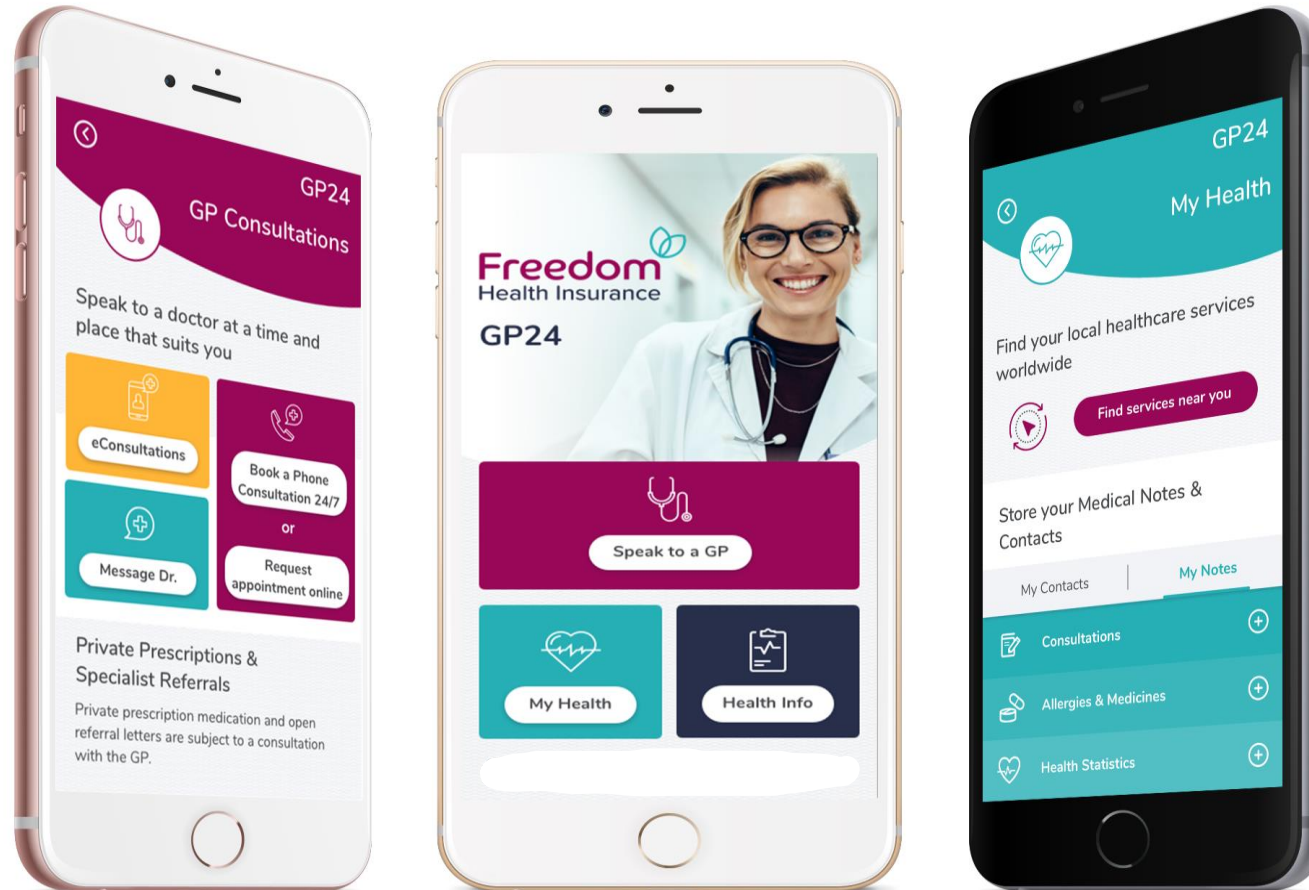 GP24
GP Consultations
Speak to a doctor at a time and
place that suits you
eConsultations
Message Dr.
Book a Phone
Consultation 24/7
or
Request
appointment online
Private Prescriptions &
Specialist Referrals
Private prescription medication and open
referral letters are subject to a consultation
with the GP.
Freedom
Health Insurance
GP24
Speak to a GP
My Health
Health Info
GP24
My Health
Find your local healthcare services
worldwide
Find services near you
Store your Medical Notes &
Contacts
My Contacts
My Notes
Consultations
Allergies & Medicines
Health Statistics